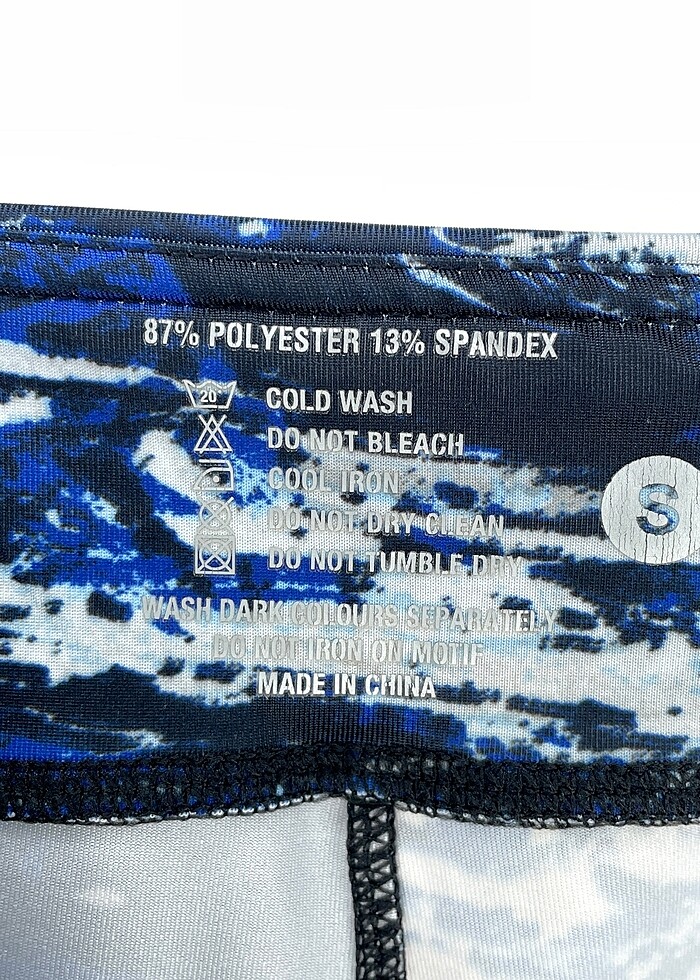 87% POLYESTER 13% SPANDEX
20° COLD WASH
DO NOT BLEACH
COOL IRON
DO NOT DRY CLEAN
DO NOT TUMBLE DRY
S
WASH DARK COLOURS SEPARATELY
DO NOT IRON ON MOTIF
MADE IN CHINA